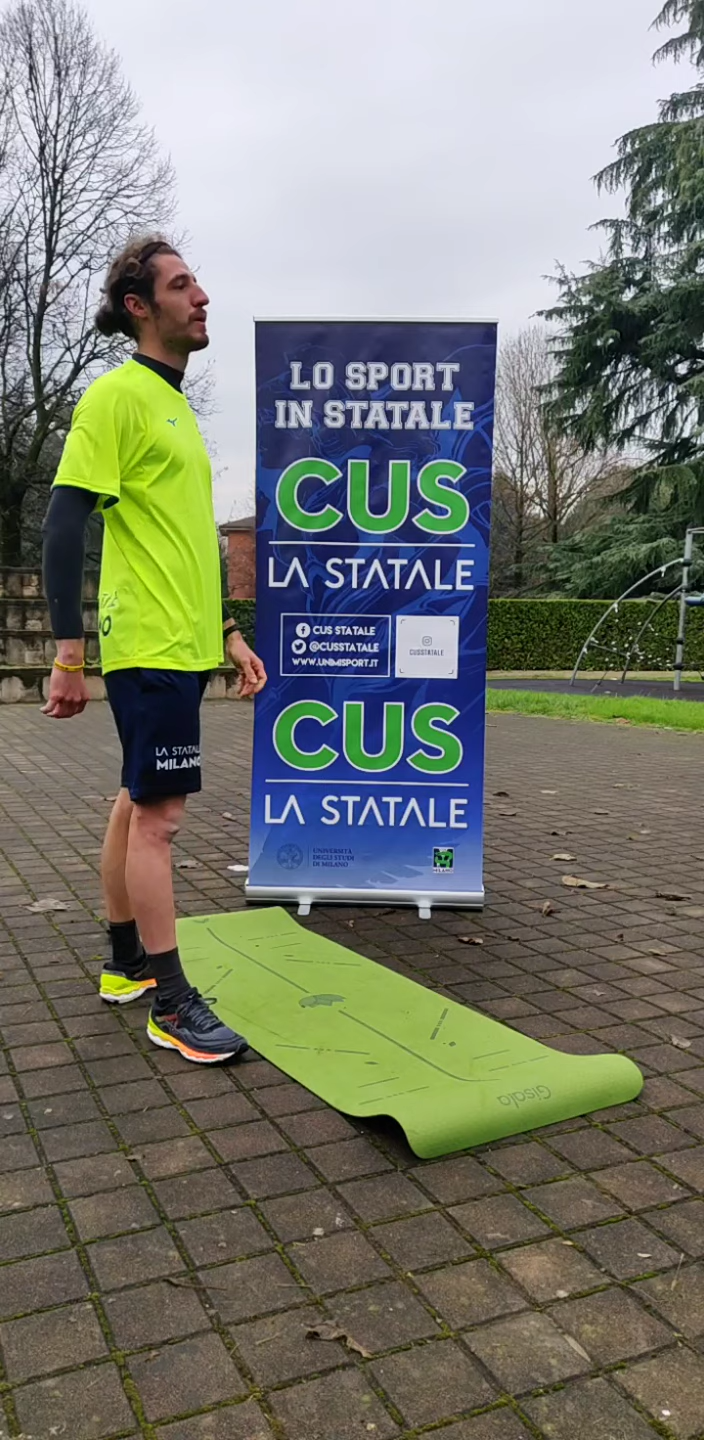 LO SPORT
IN STATALE
CUS
LA STATALE
CUS STATALE
@CUSSTATALE
WWW.UNIMISPORT.IT
CUSSTATALE
CUS
LA STATALE
UNIVERSITÀ
DEGLI STUDI
DI MILANO
LA STATALE
MILANO
Gisala